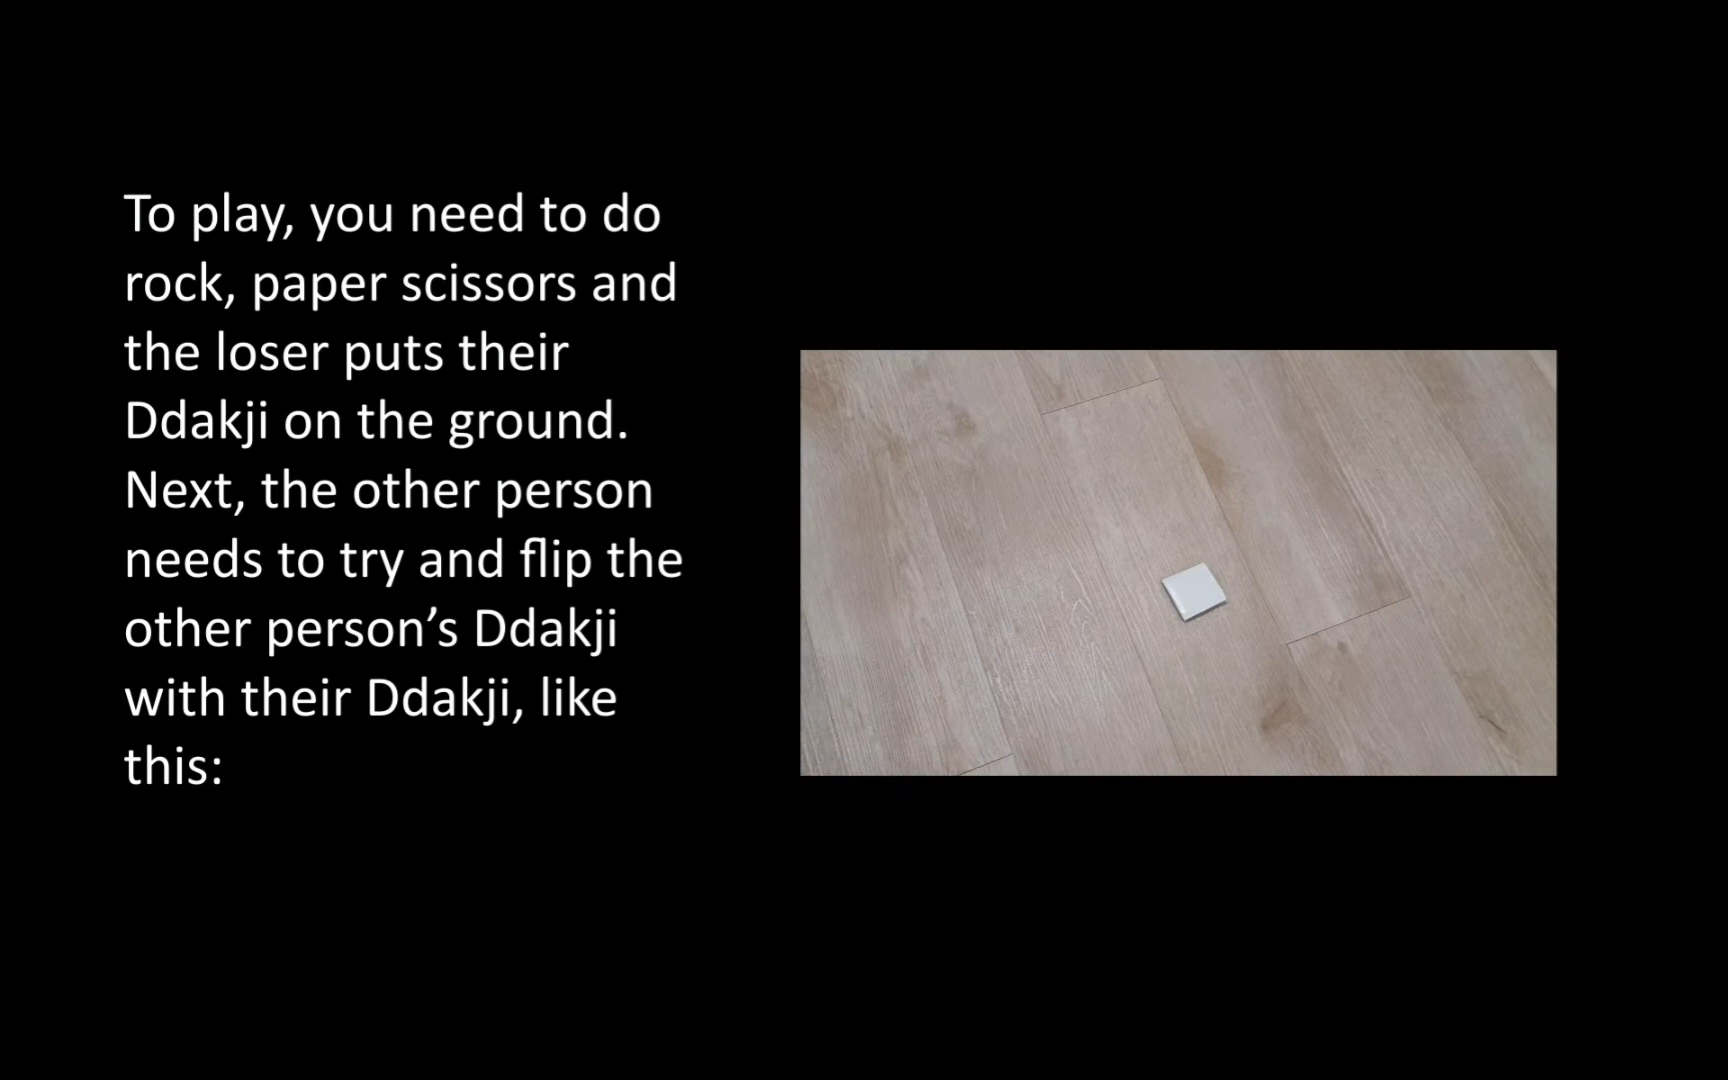 To play, you need to do
rock, paper scissors and
the loser puts their
Ddakji on the ground.
Next, the other person
needs to try and flip the
other person’s Ddakji
with their Ddakji, like
this: